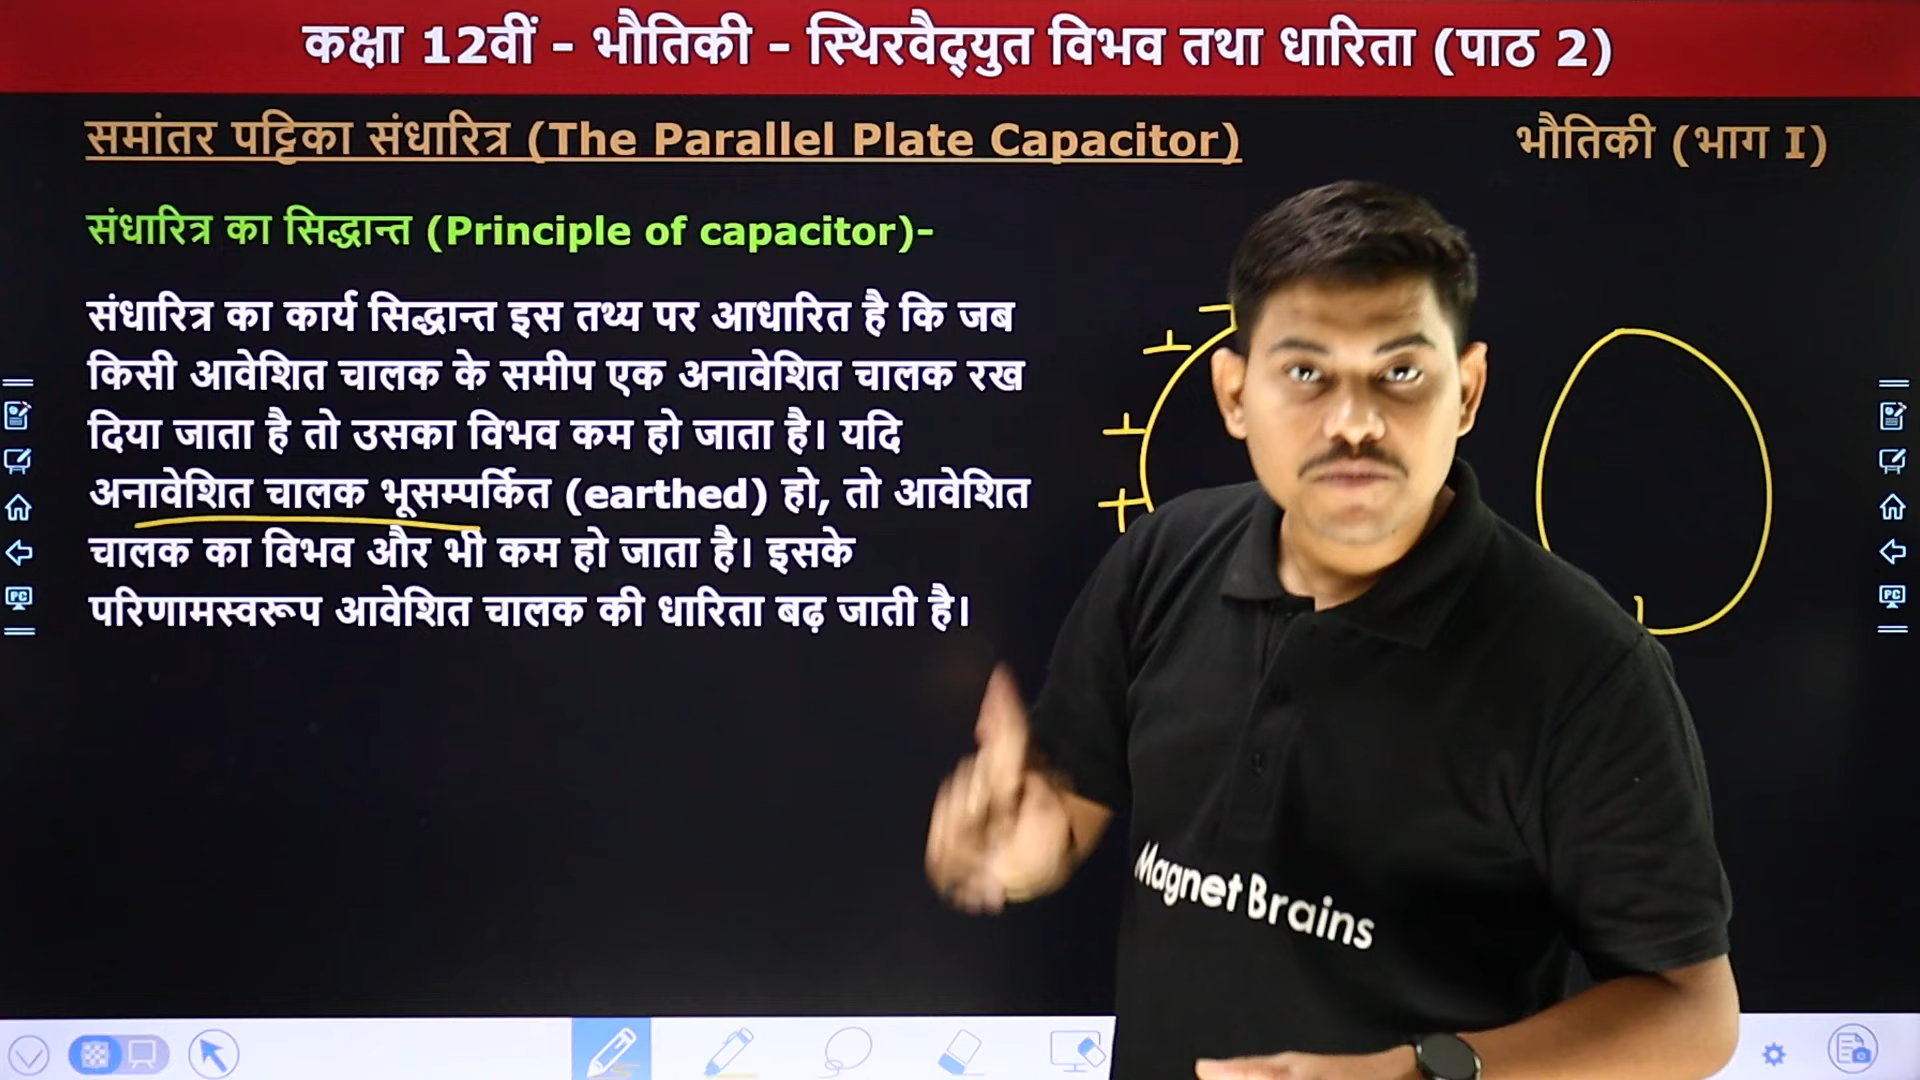 कक्षा 12वीं - भौतिकी - स्थिरवैद्युत विभव तथा धारिता (पाठ 2)
समांतर पट्टिका संधारित्र (The Parallel Plate Capacitor)
भौतिकी (भाग I)
संधारित्र का सिद्धान्त (Principle of capacitor)-
संधारित्र का कार्य सिद्धान्त इस तथ्य पर आधारित है कि जब
किसी आवेशित चालक के समीप एक अनावेशित चालक रख
दिया जाता है तो उसका विभव कम हो जाता है। यदि
अनावेशित चालक भूसम्पर्कित (earthed) हो, तो आवेशित
चालक का विभव और भी कम हो जाता है। इसके
परिणामस्वरूप आवेशित चालक की धारिता बढ़ जाती है।
Magnet Brains
PC
PC